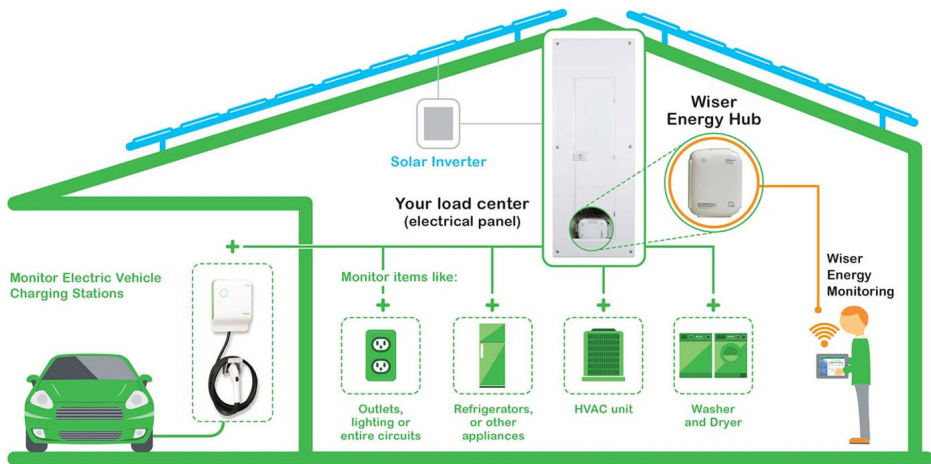 Wiser
Energy Hub
Solar Inverter
Your load center
(electrical panel)
Monitor Electric Vehicle
Charging Stations
Monitor items like:
Wiser
Energy
Monitoring
Outlets,
lighting or
entire circuits
Refrigerators,
or other
appliances
HVAC unit
Washer
and Dryer